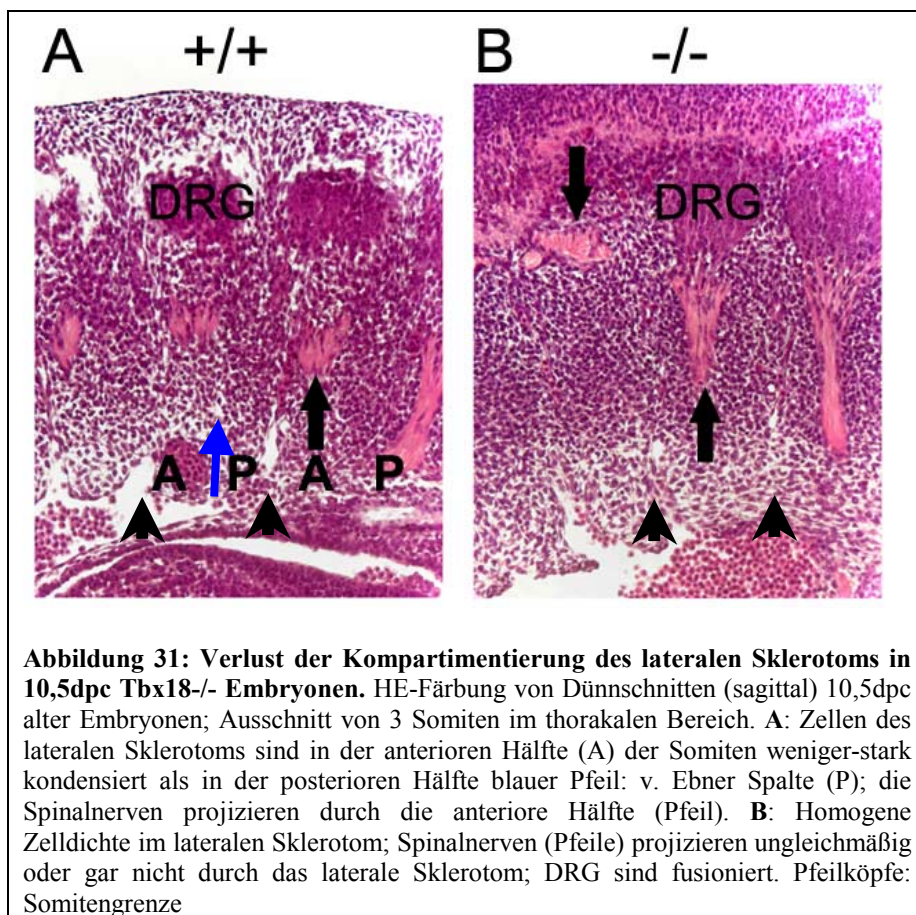 A +/+
B -/-
DRG
DRG
A P A P
Abbildung 31: Verlust der Kompartimentierung des lateralen Sklerotoms in
10,5dpc Tbx18-/- Embryonen. HE-Färbung von Dünnschnitten (sagittal) 10,5dpc
alter Embryonen; Ausschnitt von 3 Somiten im thorakalen Bereich. A: Zellen des
lateralen Sklerotoms sind in der anterioren Hälfte (A) der Somiten weniger-stark
kondensiert als in der posterioren Hälfte blauer Pfeil: v. Ebner Spalte (P); die
Spinalnerven projizieren durch die anteriore Hälfte (Pfeil). B: Homogene
Zelldichte im lateralen Sklerotom; Spinalnerven (Pfeile) projizieren ungleichmäßig
oder gar nicht durch das laterale Sklerotom; DRG sind fusioniert. Pfeilköpfe:
Somitengrenze